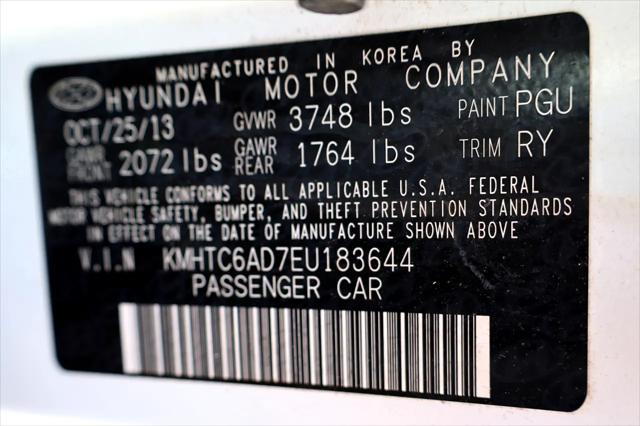 MANUFACTURED IN KOREA BY
HYUNDAI MOTOR COMPANY
OCT/25/13 GVWR 3748 lbs PAINT PGU
GAWR FRONT 2072 lbs GAWR REAR 1764 lbs TRIM RY
THIS VEHICLE CONFORMS TO ALL APPLICABLE U.S.A. FEDERAL
MOTOR VEHICLE SAFETY, BUMPER, AND THEFT PREVENTION STANDARDS
IN EFFECT ON THE DATE OF MANUFACTURE SHOWN ABOVE
V.I.N KMHTC6AD7EU183644
PASSENGER CAR